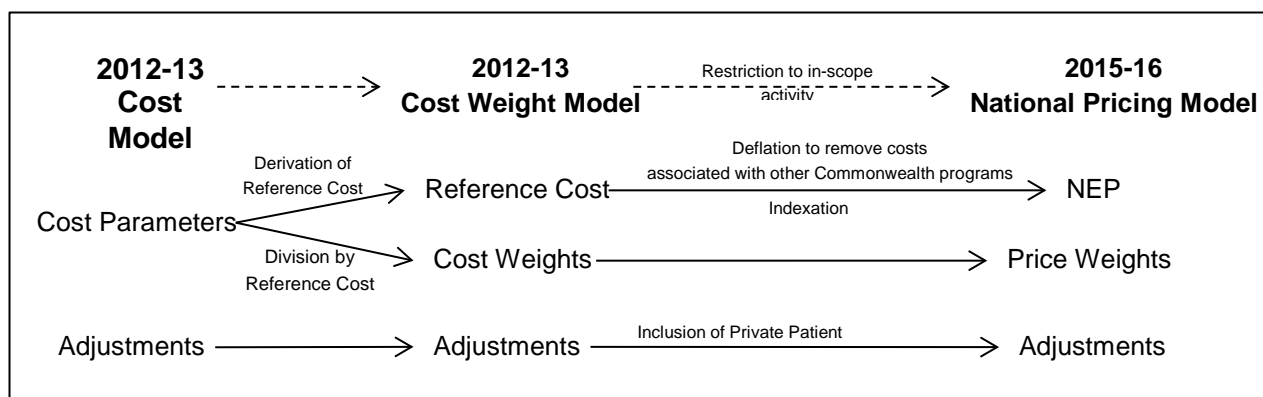 2012-13
Cost
Model
2012-13
Cost Weight Model
Restriction to in-scope
activity
2015-16
National Pricing Model
Derivation of
Reference Cost
Deflation to remove costs
associated with other Commonwealth programs
Reference Cost
NEP
Indexation
Cost Parameters
Division by
Reference Cost
Cost Weights
Price Weights
Adjustments
Adjustments
Inclusion of Private Patient
Adjustments